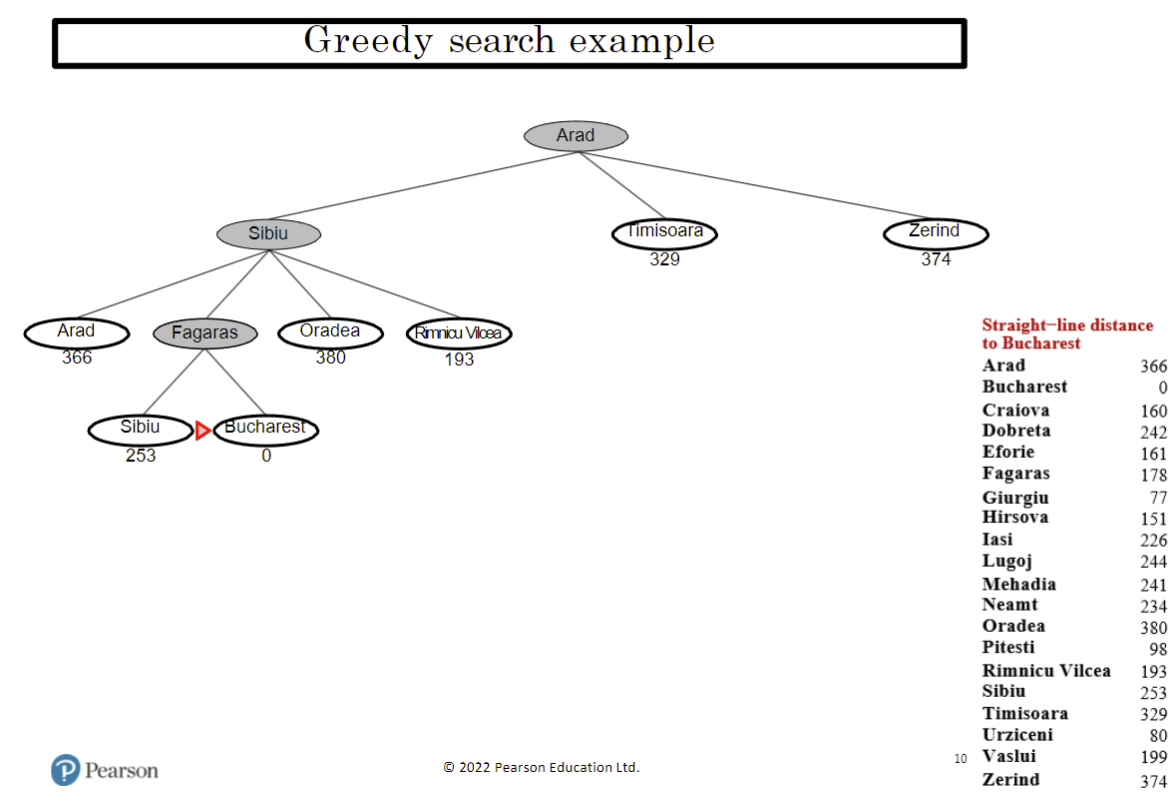 Greedy search example
Arad
Sibiu
Timisoara
Zerind
329
374
Arad
Fagaras
Oradea
Rimnicu Vilcea
366
380
193
Sibiu
Bucharest
253
0
Straight−line distance
to Bucharest
Arad 366
Bucharest 0
Craiova 160
Dobreta 242
Eforie 161
Fagaras 178
Giurgiu 77
Hirsova 151
Iasi 226
Lugoj 244
Mehadia 241
Neamt 234
Oradea 380
Pitesti 98
Rimnicu Vilcea 193
Sibiu 253
Timisoara 329
Urziceni 80
Vaslui 199
Zerind 374
Pearson
© 2022 Pearson Education Ltd.
10